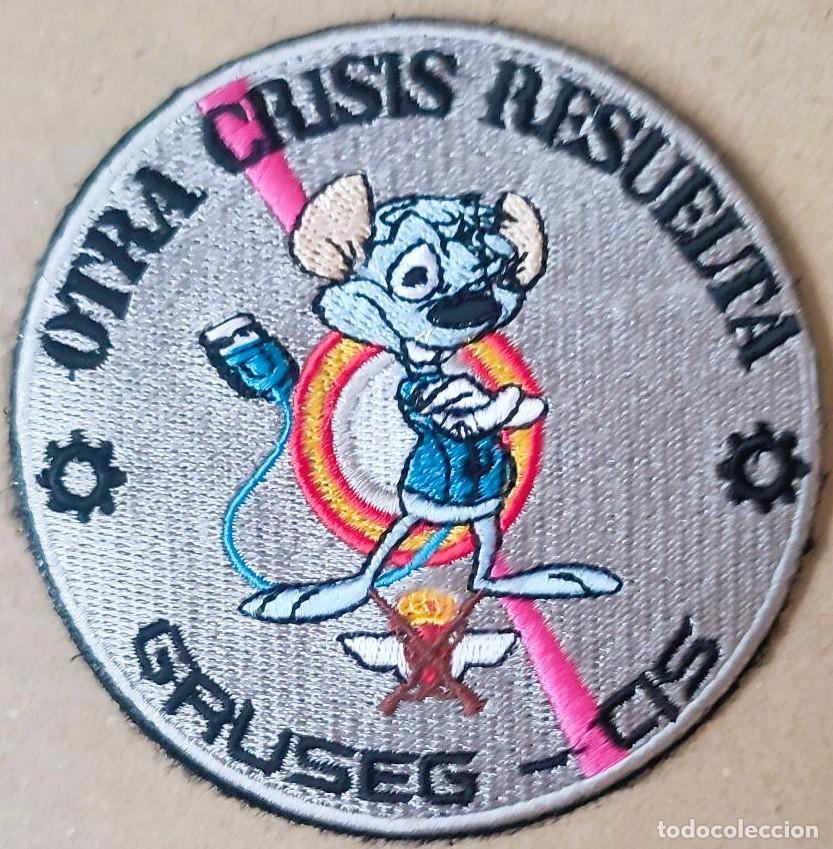 OTRA CRISIS RESUELTA
GRUSEG - CIS
todocoleccion